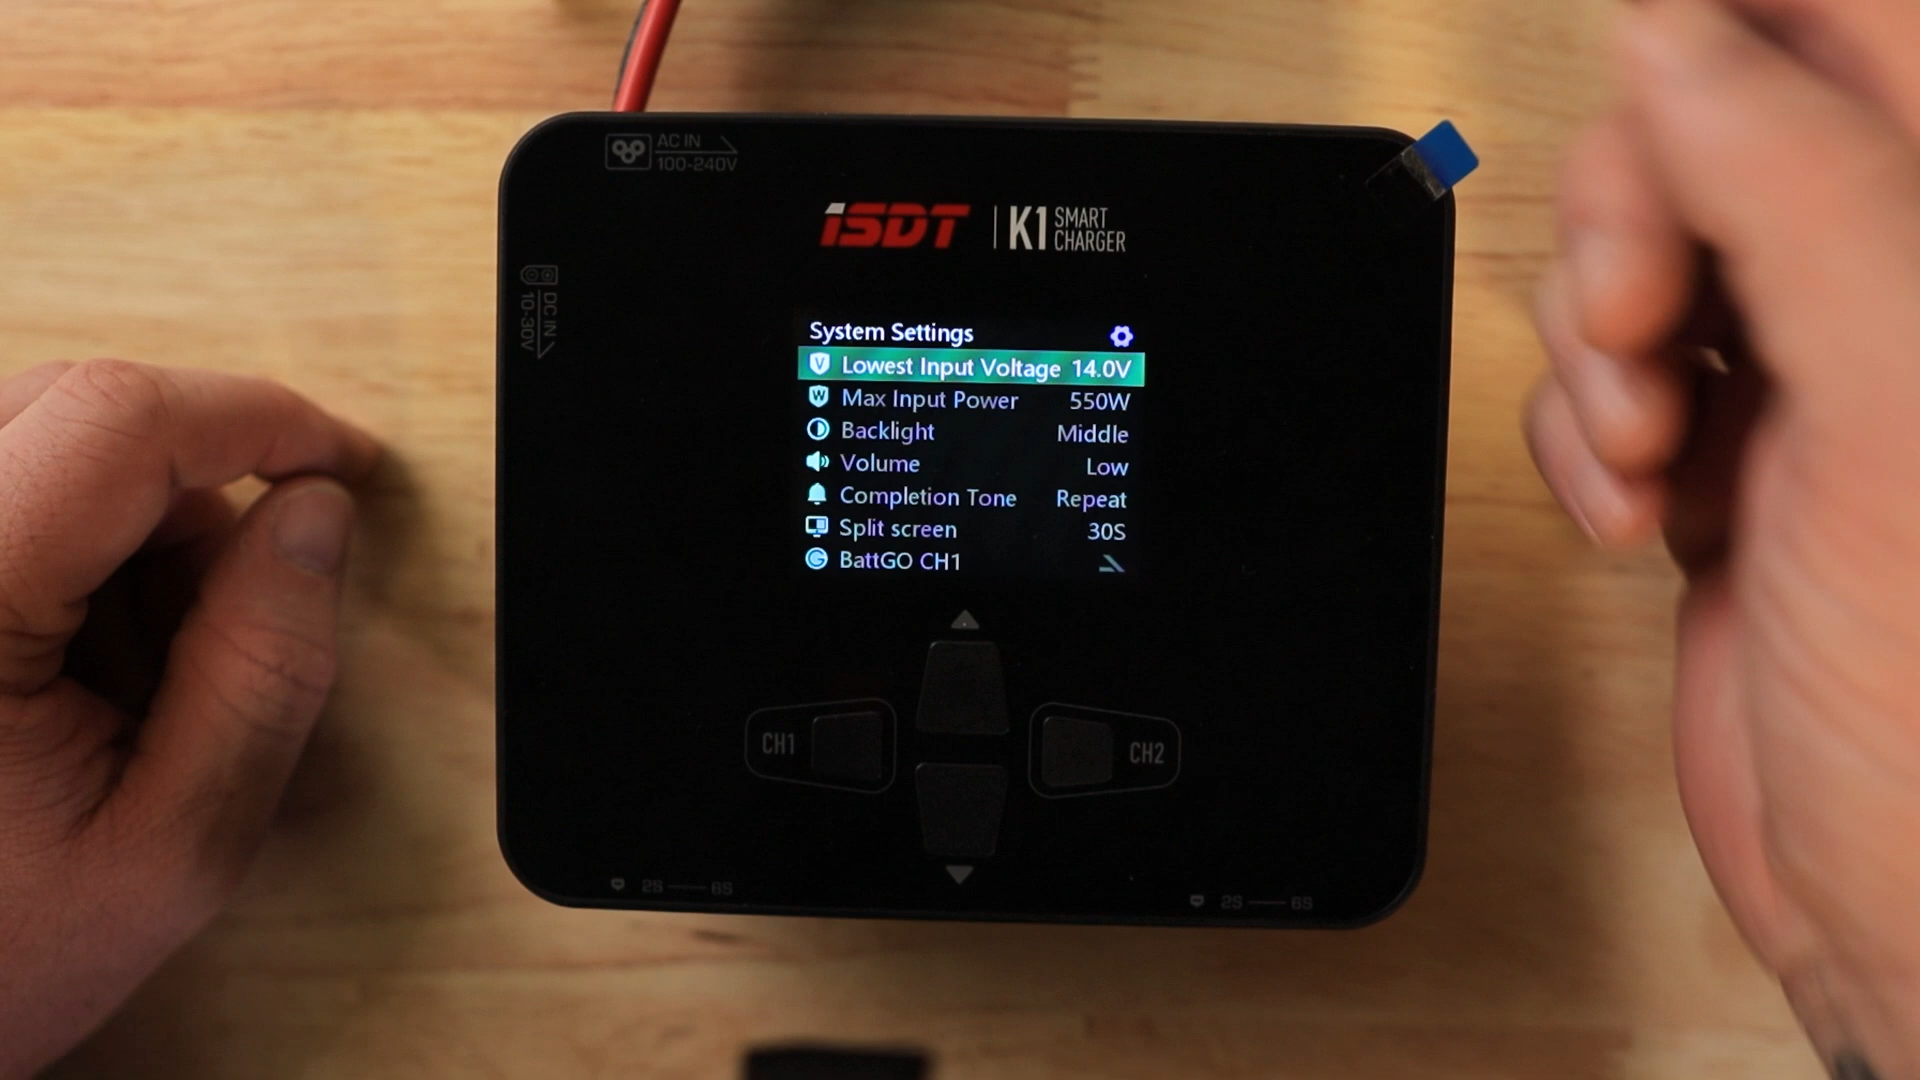 AC IN
100-240V
iSDT K1 SMART CHARGER
DC IN
10-30V
System Settings
Lowest Input Voltage 14.0V
Max Input Power 550W
Backlight Middle
Volume Low
Completion Tone Repeat
Split screen 30S
BattGO CH1
CH1
CH2
2S 6S
2S 6S